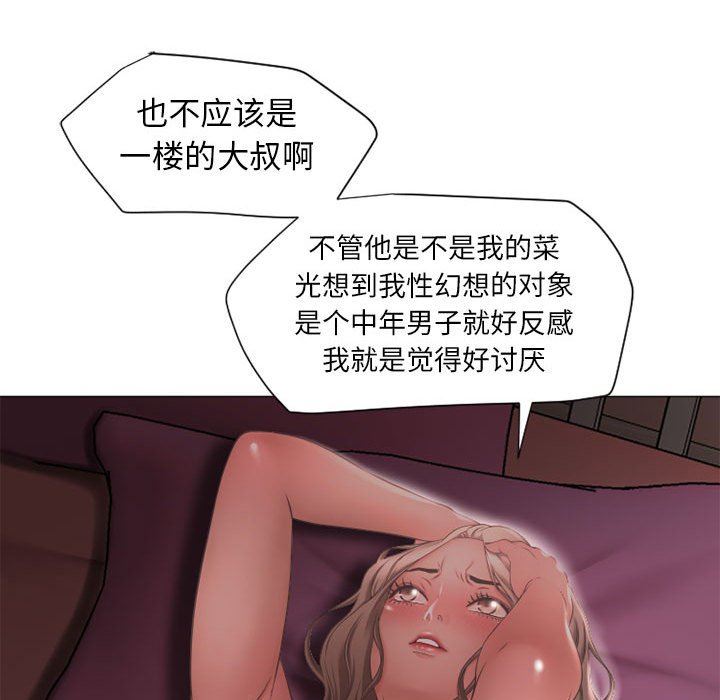 也不应该是
一楼的大叔啊
不管他是不是我的菜
光想到我性幻想的对象
是个中年男子就好反感
我就是觉得好讨厌